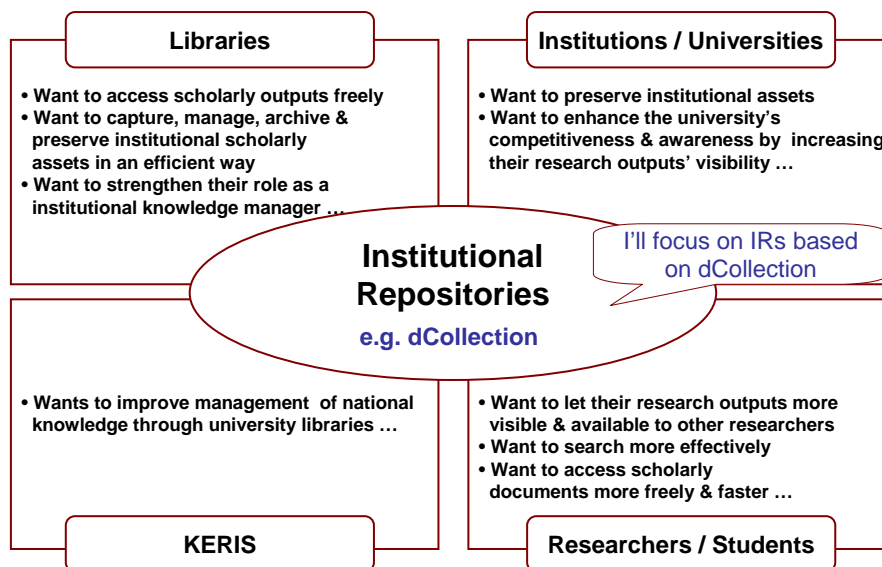 Libraries
• Want to access scholarly outputs freely
• Want to capture, manage, archive &
preserve institutional scholarly
assets in an efficient way
• Want to strengthen their role as a
institutional knowledge manager …
Institutions / Universities
• Want to preserve institutional assets
• Want to enhance the university's
competitiveness & awareness by increasing
their research outputs' visibility …
Institutional
Repositories
e.g. dCollection
I'll focus on IRs based
on dCollection
• Wants to improve management of national
knowledge through university libraries …
KERIS
• Want to let their research outputs more
visible & available to other researchers
• Want to search more effectively
• Want to access scholarly
documents more freely & faster …
Researchers / Students